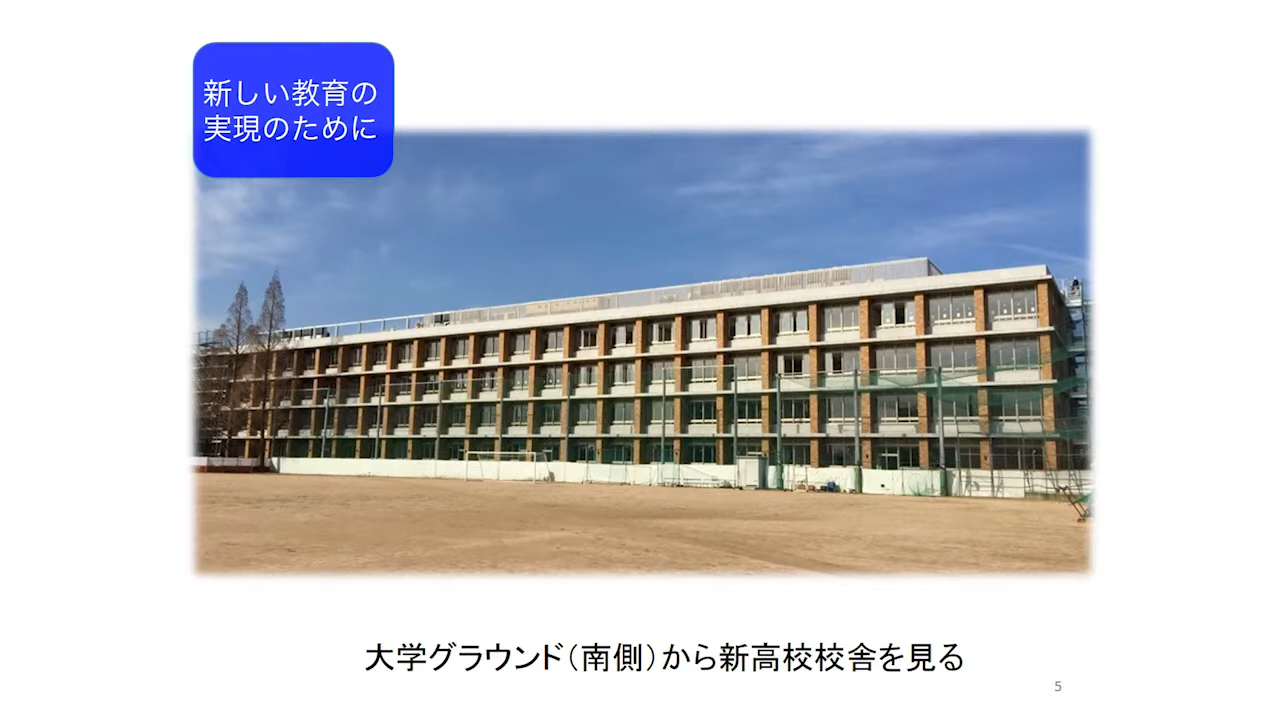 新しい教育の
実現のために
大学グラウンド（南側）から新高校校舎を見る
5